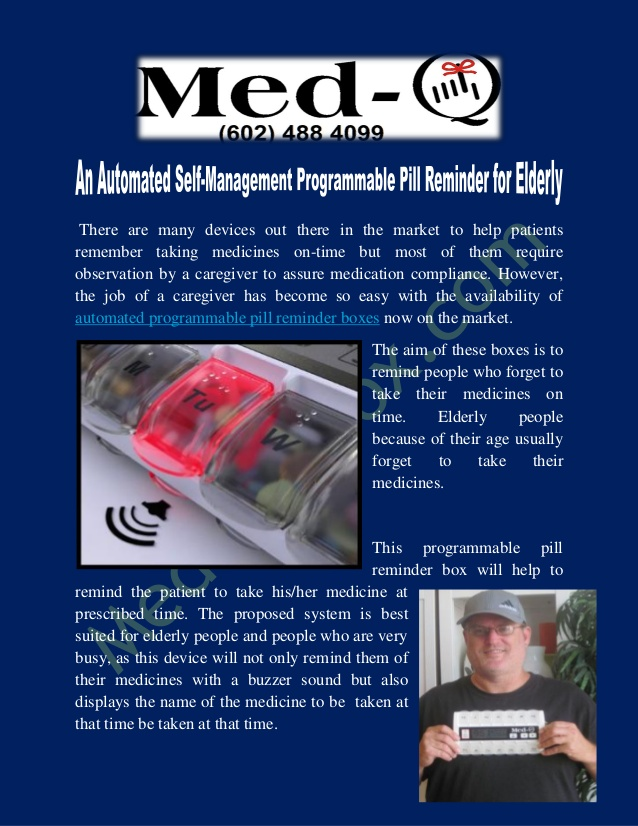 Med-Q
(602) 488 4099
An Automated Self-Management Programmable Pill Reminder for Elderly
There are many devices out there in the market to help patients
remember taking medicines on-time but most of them require
observation by a caregiver to assure medication compliance. However,
the job of a caregiver has become so easy with the availability of
automated programmable pill reminder boxes now on the market.
M
Tu
W
The aim of these boxes is to
remind people who forget to
take their medicines on
time. Elderly people
because of their age usually
forget to take their
medicines.
This programmable pill
reminder box will help to
remind the patient to take his/her medicine at
prescribed time. The proposed system is best
suited for elderly people and people who are very
busy, as this device will not only remind them of
their medicines with a buzzer sound but also
displays the name of the medicine to be taken at
that time be taken at that time.
Med-Q